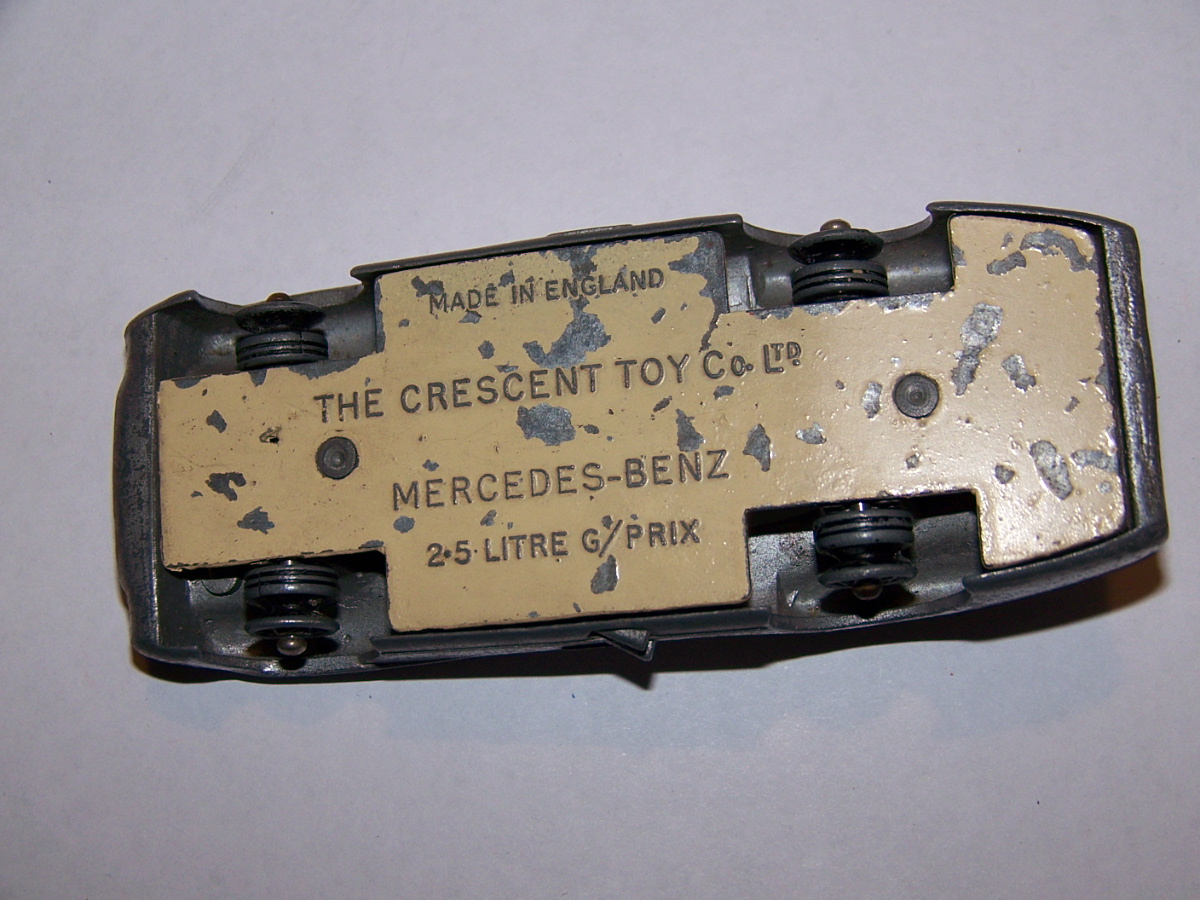 MADE IN ENGLAND
THE CRESCENT TOY Co. LTD.
MERCEDES-BENZ
2·5·LITRE G/PRIX